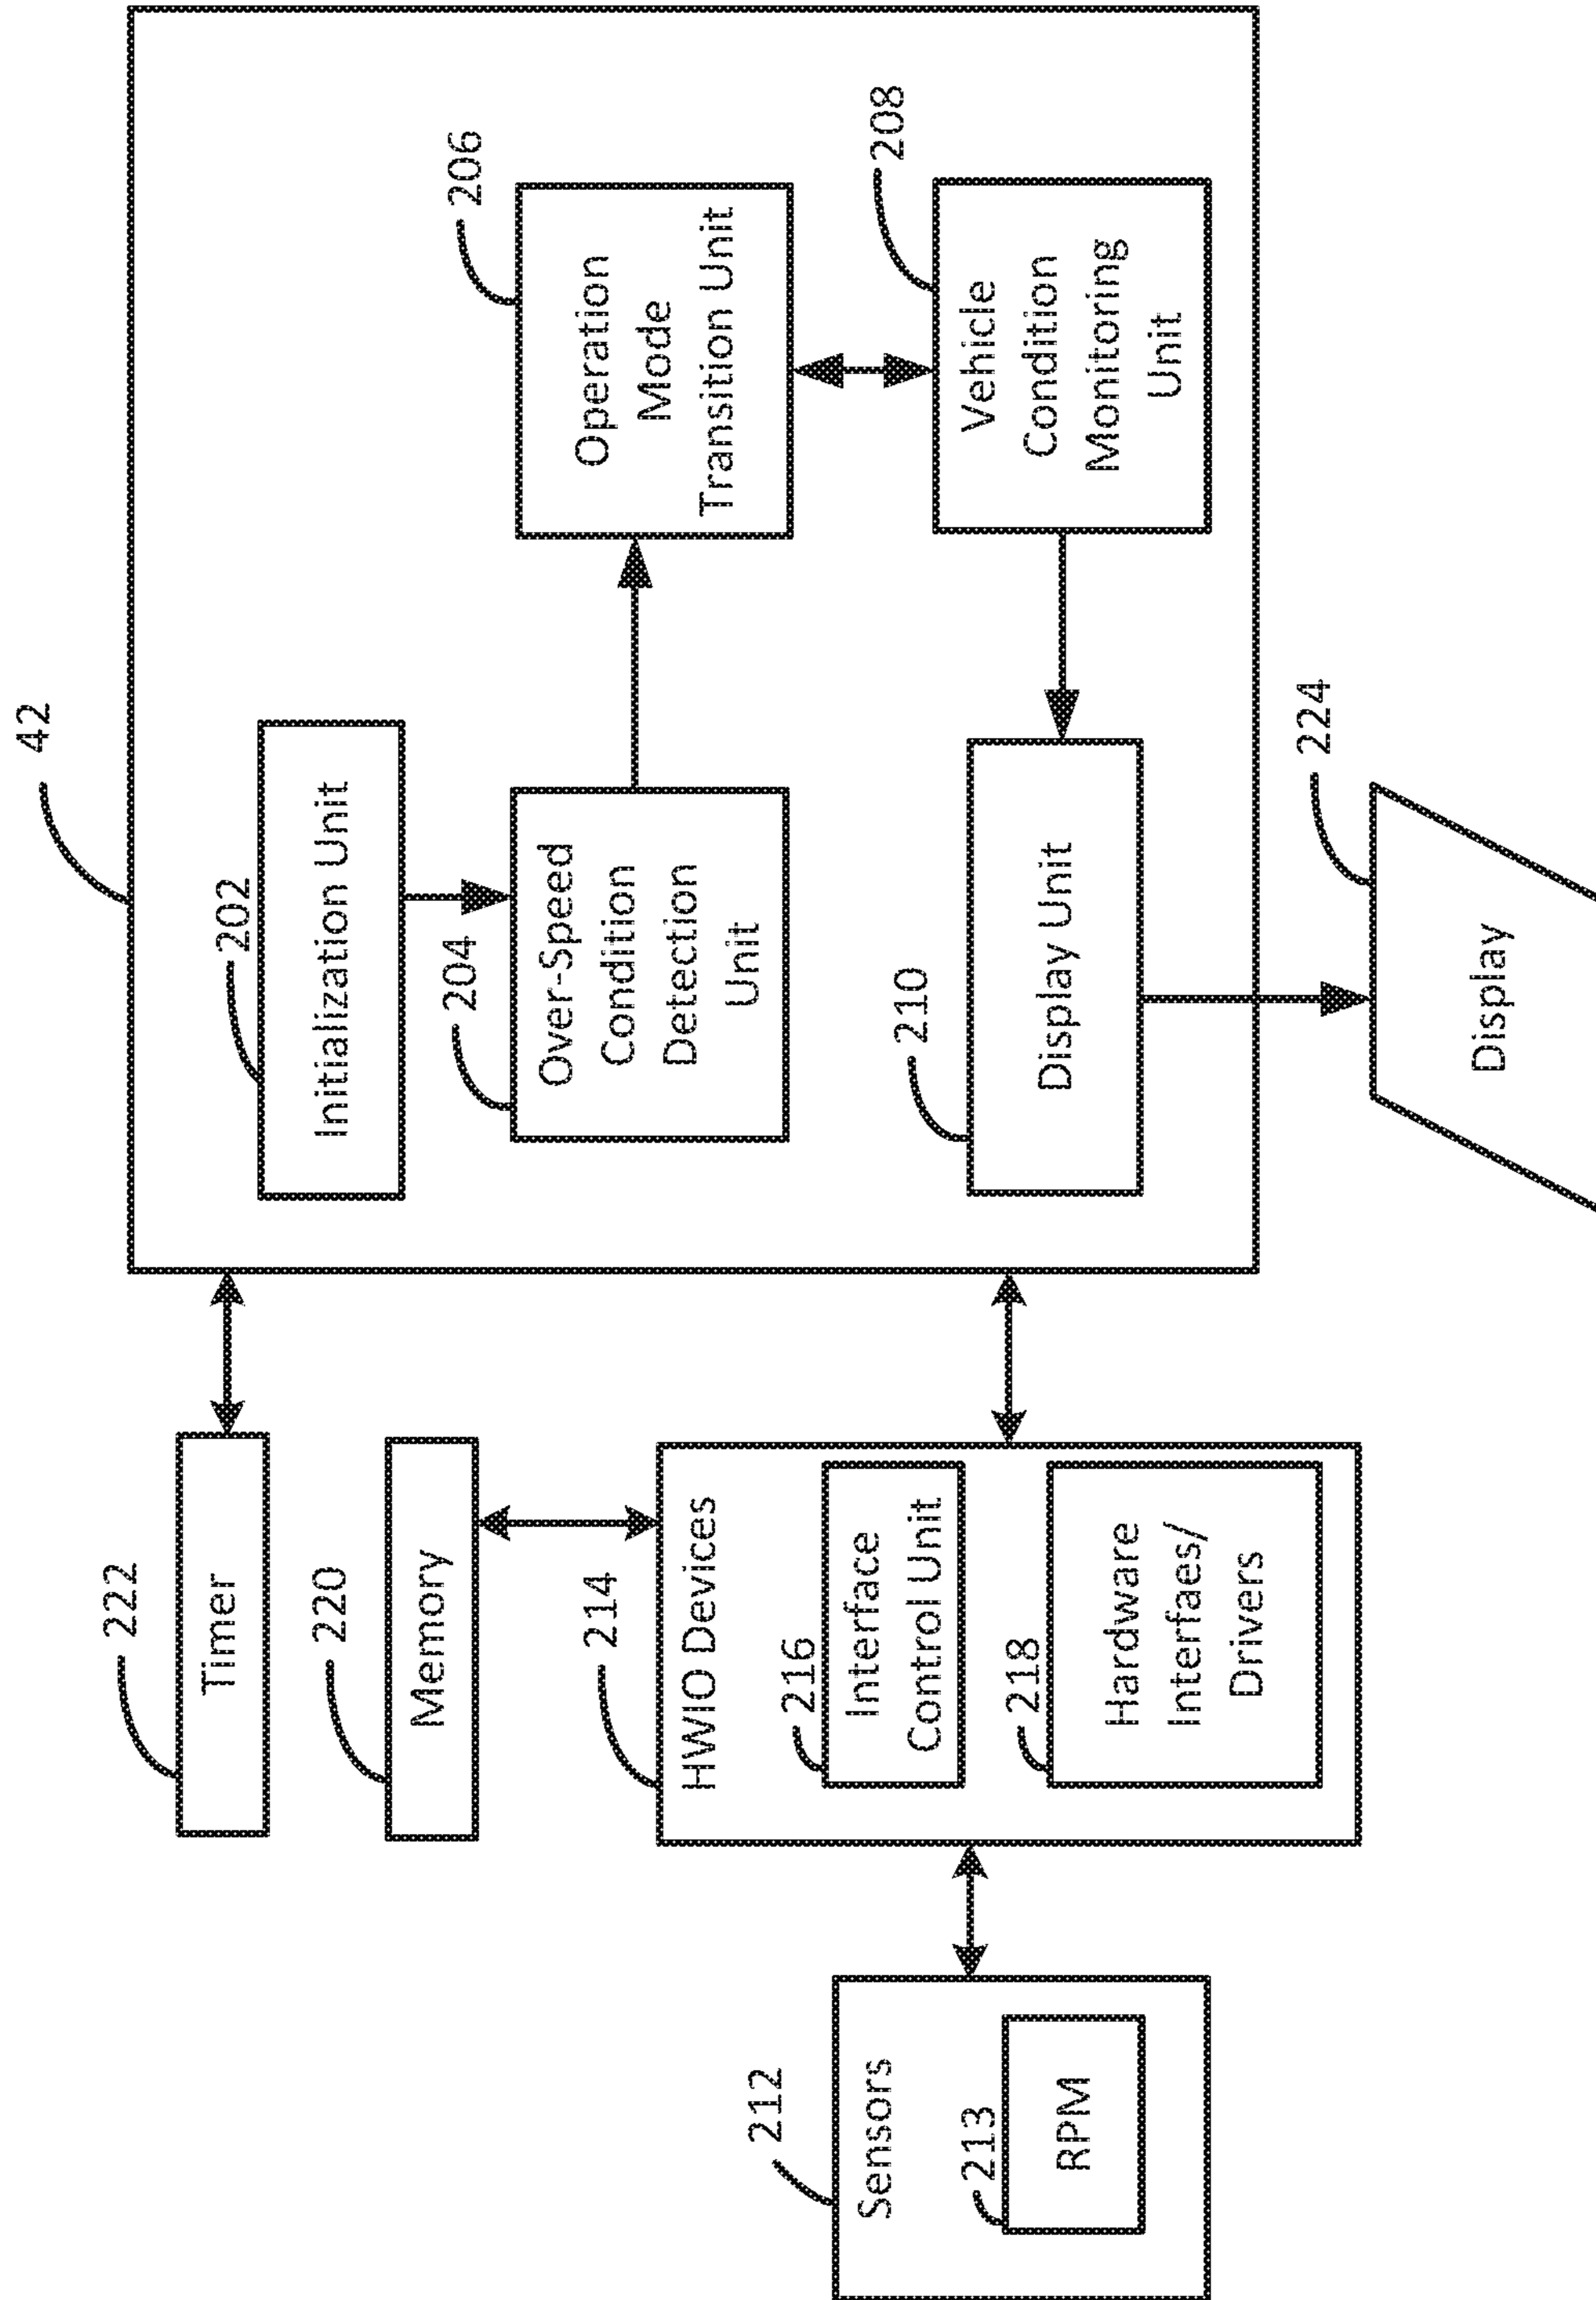 42
202
Initialization Unit
204
Over-Speed
Condition
Detection
Unit
206
Operation
Mode
Transition Unit
208
Vehicle
Condition
Monitoring
Unit
210
Display Unit
224
Display
222
Timer
220
Memory
214
HWIO Devices
216
Interface
Control Unit
218
Hardware
Interfaes/
Drivers
212
Sensors
213
RPM